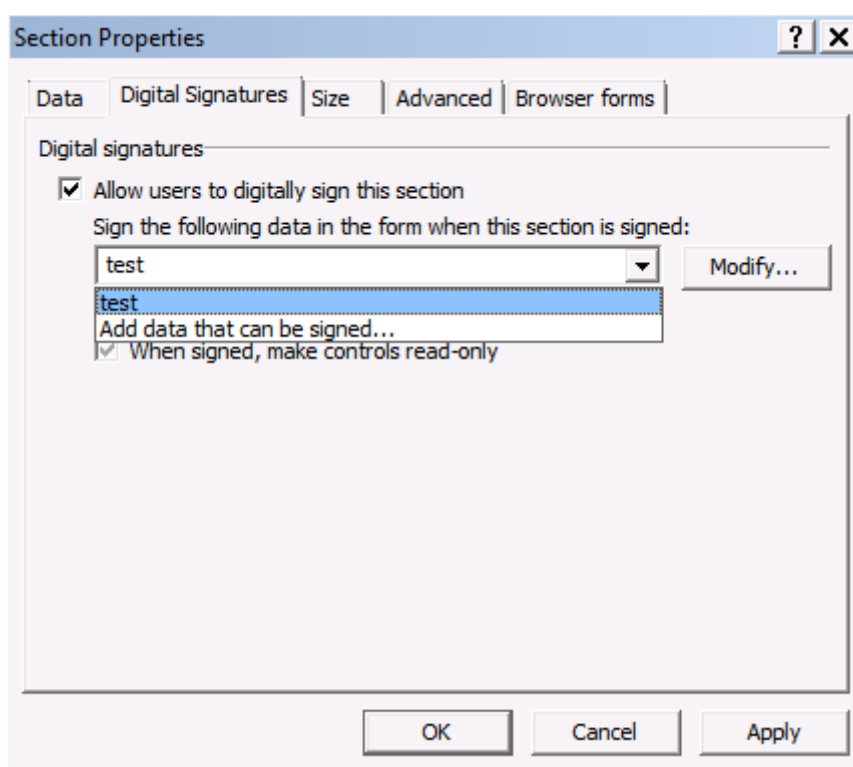 Section Properties
Data Digital Signatures Size Advanced Browser forms
Digital signatures
Allow users to digitally sign this section
Sign the following data in the form when this section is signed:
test Modify...
test
Add data that can be signed...
When signed, make controls read-only
OK Cancel Apply